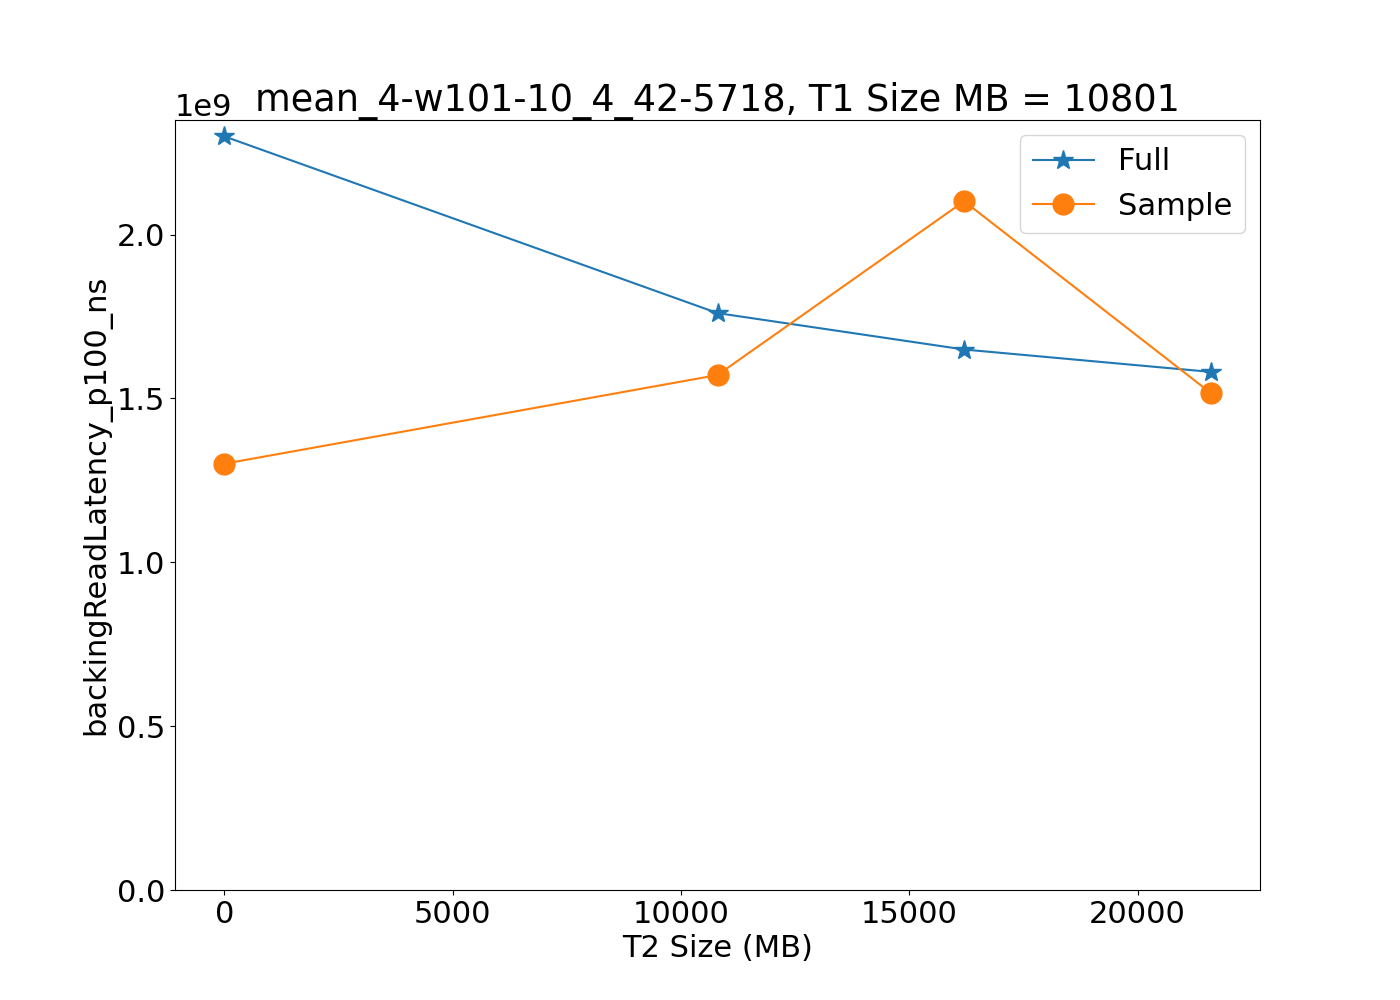 1e9
mean_4-w101-10_4_42-5718, T1 Size MB = 10801
Full
Sample
backingReadLatency_p100_ns
2.0
1.5
1.0
0.5
0.0
0
5000
10000
15000
20000
T2 Size (MB)